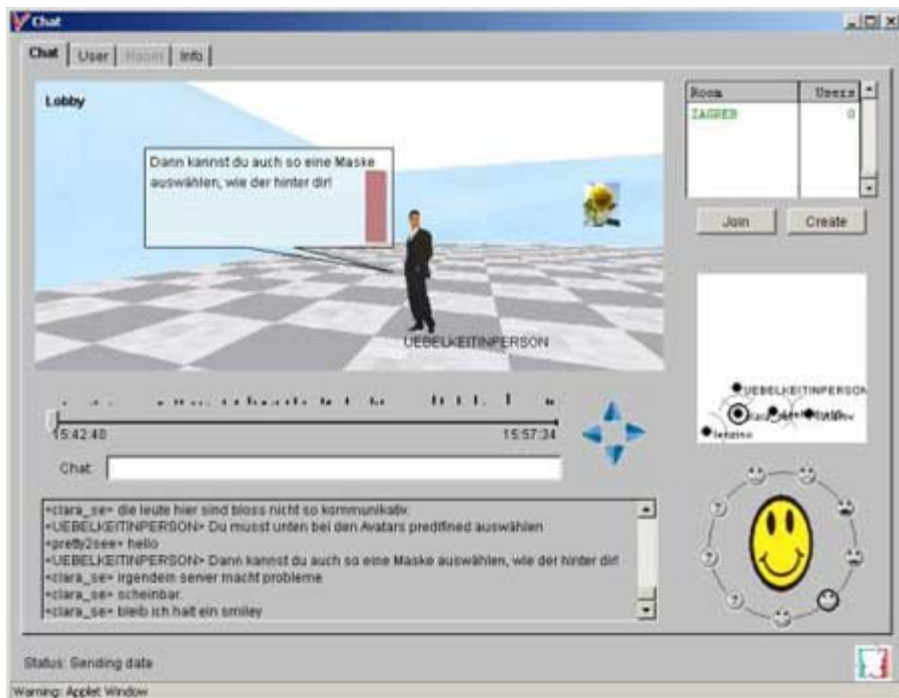 Chat
Chat User Room Info
Lobby
Dann kannst du auch so eine Maske
auswählen, wie der hinter dir!
UEBELKEITINPERSON
Room Users
ZAGREB 0
Join Create
UEBELKEITINPERSON
lenzino
15:42:40 15:57:34
Chat:
<clara_se> die leute hier sind bloss nicht so kommunikativ.
<UEBELKEITINPERSON> Du musst unten bei den Avatars predifined auswählen
<pretty2see> hello
<UEBELKEITINPERSON> Dann kannst du auch so eine Maske auswählen, wie der hinter dir!
<clara_se> irgendein server macht probleme
<clara_se> scheinbar.
<clara_se> bleib ich halt ein smiley
Status: Sending data
Warning: Applet Window